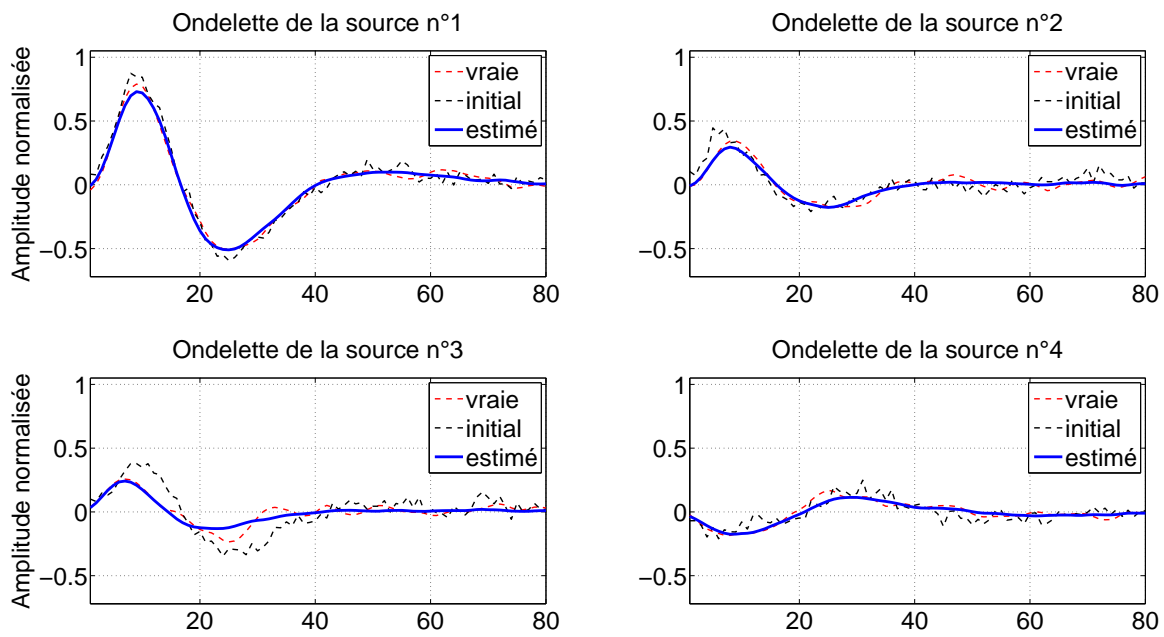 Ondelette de la source n°1
Amplitude normalisée
1
0.5
0
−0.5
20
40
60
80
vraie
initial
estimé
Ondelette de la source n°2
1
0.5
0
−0.5
20
40
60
80
vraie
initial
estimé
Ondelette de la source n°3
Amplitude normalisée
1
0.5
0
−0.5
20
40
60
80
vraie
initial
estimé
Ondelette de la source n°4
1
0.5
0
−0.5
20
40
60
80
vraie
initial
estimé